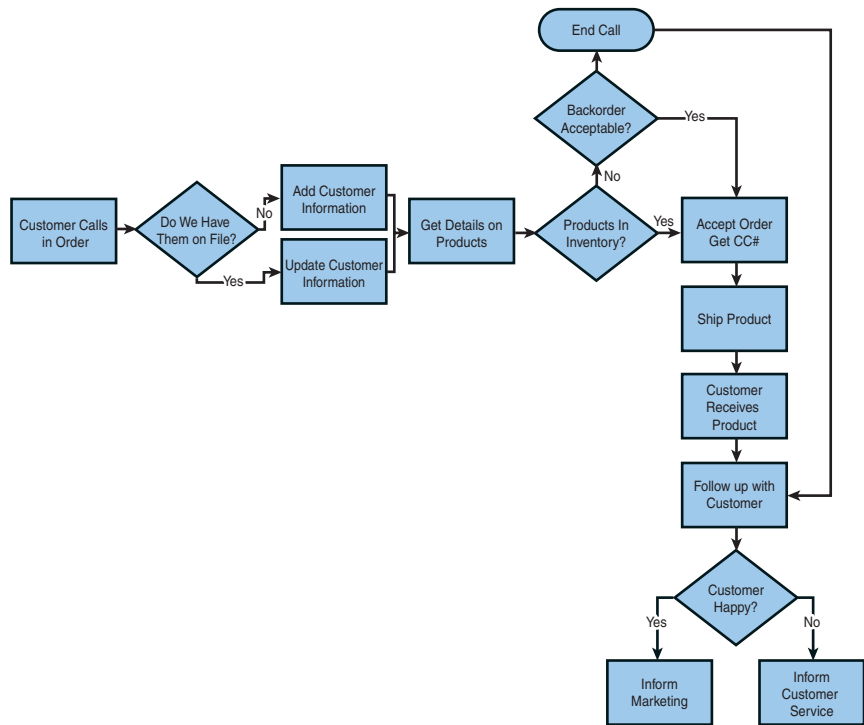 End Call
Backorder
Acceptable?
Yes
No
Customer Calls
in Order
Do We Have
Them on File?
No
Yes
Add Customer
Information
Update Customer
Information
Get Details on
Products
Products In
Inventory?
Yes
Accept Order
Get CC#
Ship Product
Customer
Receives
Product
Follow up with
Customer
Customer
Happy?
Yes
No
Inform
Marketing
Inform
Customer
Service